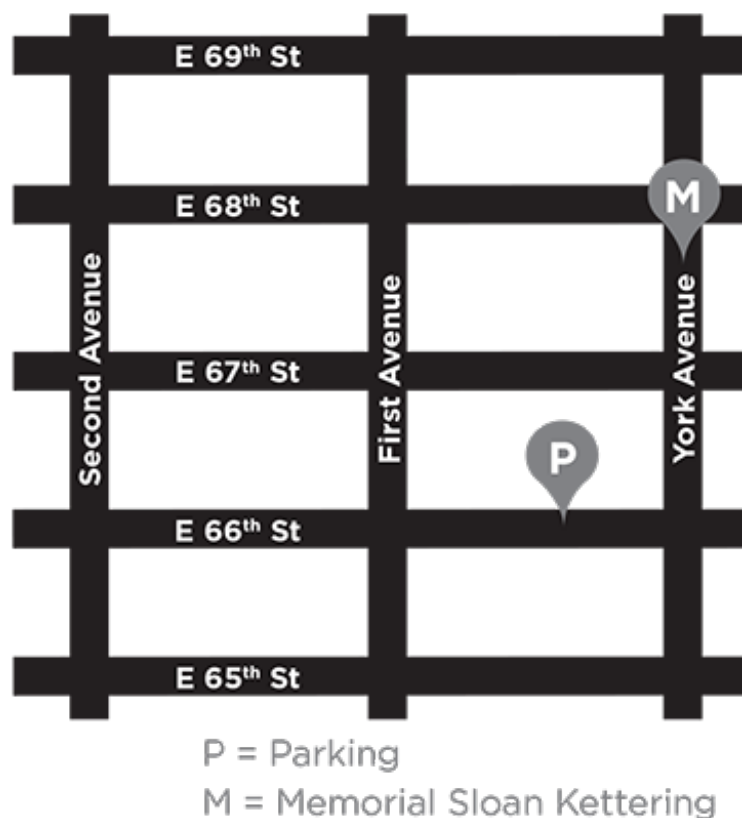 E 69th St
E 68th St
M
Second Avenue
First Avenue
York Avenue
E 67th St
P
E 66th St
E 65th St
P = Parking
M = Memorial Sloan Kettering